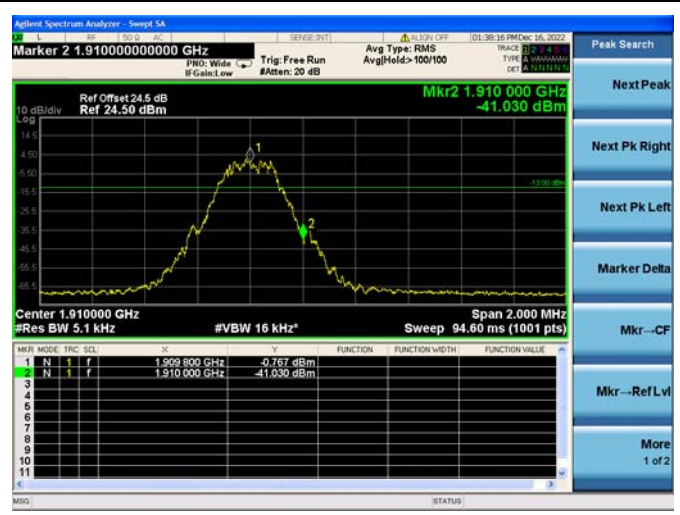 Agilent Spectrum Analyzer - Swept SA
L RF 50 Ω AC SENSE:INT ALIGN OFF 01:38:16 PM Dec 16, 2022
Marker 2 1.910000000000 GHz
PNO: Wide Trig: Free Run Avg Type: RMS TRACE 1 2 3 4 5 6
IFGain:Low #Atten: 20 dB Avg|Hold:>100/100 TYPE A WWWWW
DET A N N N N N
Peak Search
Next Peak
Next Pk Right
Next Pk Left
Marker Delta
Mkr→CF
Mkr→Ref Lvl
More
1 of 2
Mkr2 1.910 000 GHz
-41.030 dBm
Ref Offset 24.5 dB
10 dB/div Ref 24.50 dBm
Log
14.5
4.50
-5.50
-15.5
-25.5
-35.5
-45.5
-55.5
-65.5
1
2
-13.00 dBm
Center 1.910000 GHz Span 2.000 MHz
#Res BW 5.1 kHz #VBW 16 kHz* Sweep 94.60 ms (1001 pts)
MKR MODE TRC SCL X Y FUNCTION FUNCTION WIDTH FUNCTION VALUE
1 N 1 f 1.909 800 GHz -0.767 dBm
2 N 1 f 1.910 000 GHz -41.030 dBm
3
4
5
6
7
8
9
10
11
MSG STATUS